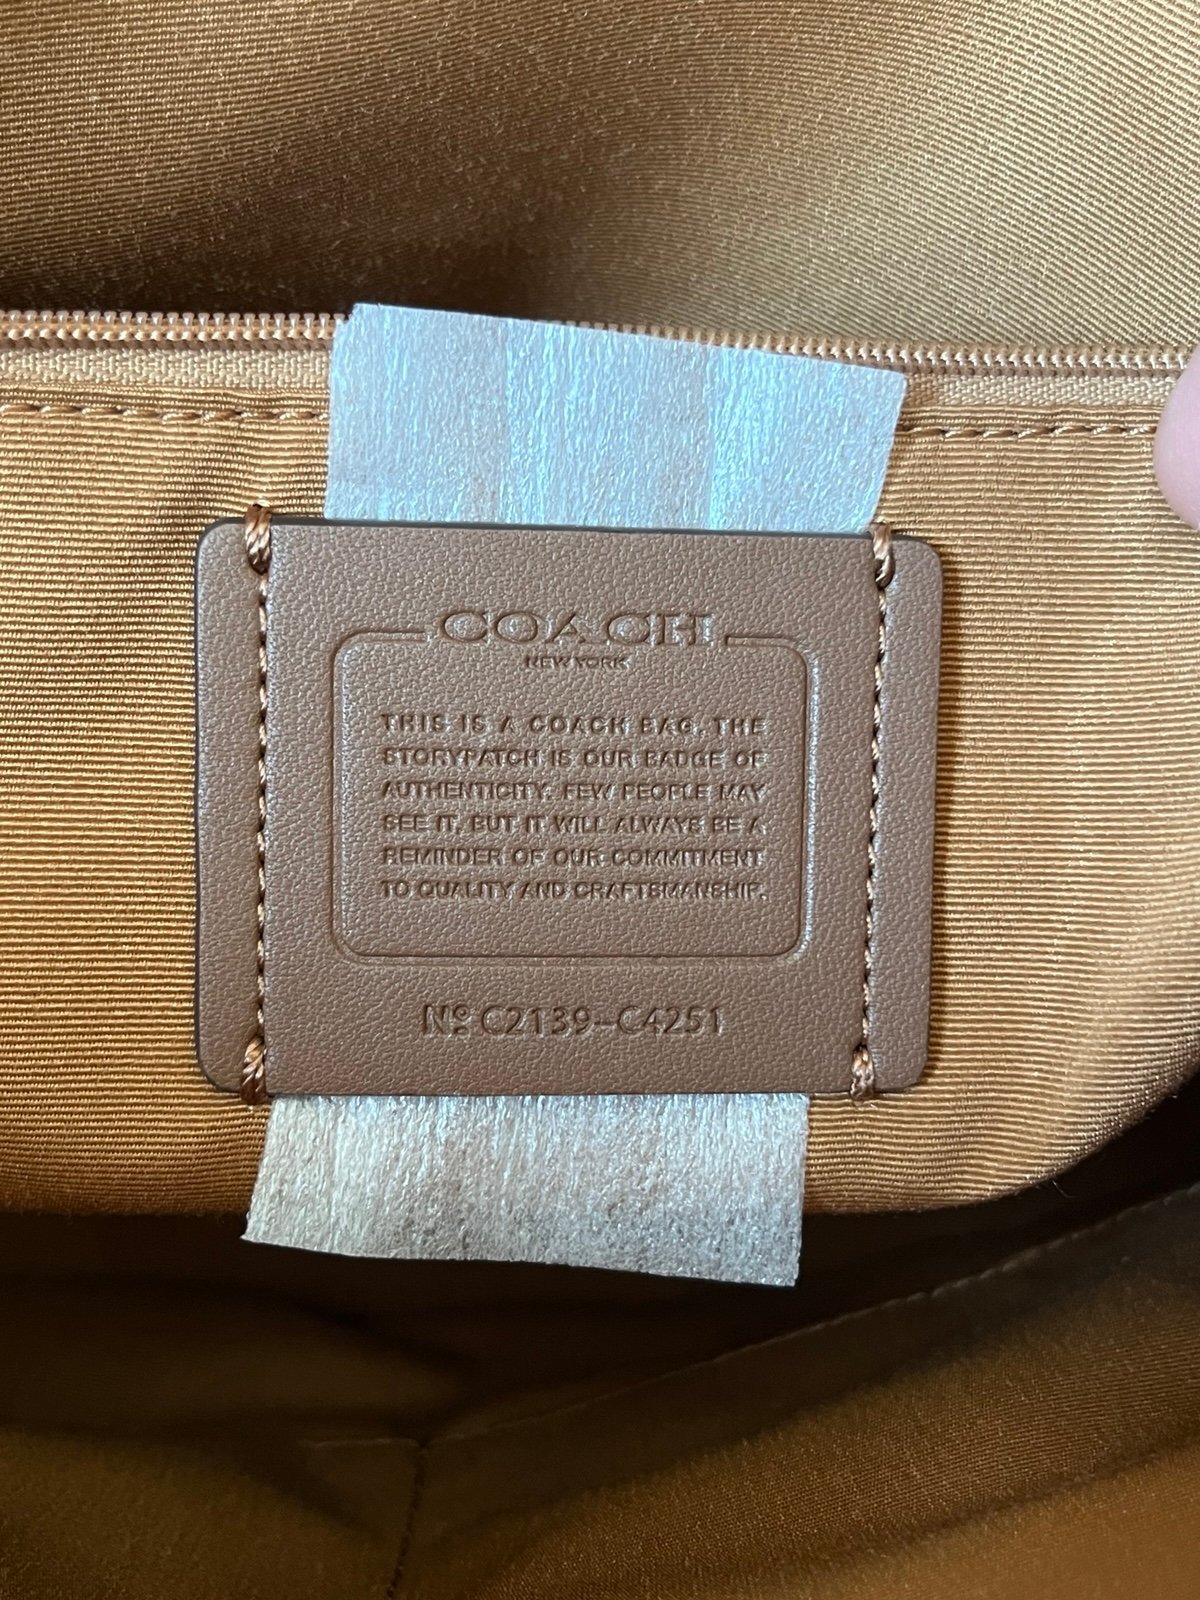 COACH
NEW YORK
THIS IS A COACH BAG. THE
STORYPATCH IS OUR BADGE OF
AUTHENTICITY. FEW PEOPLE MAY
SEE IT, BUT IT WILL ALWAYS BE A
REMINDER OF OUR COMMITMENT
TO QUALITY AND CRAFTSMANSHIP.
Nº C2139-C4251